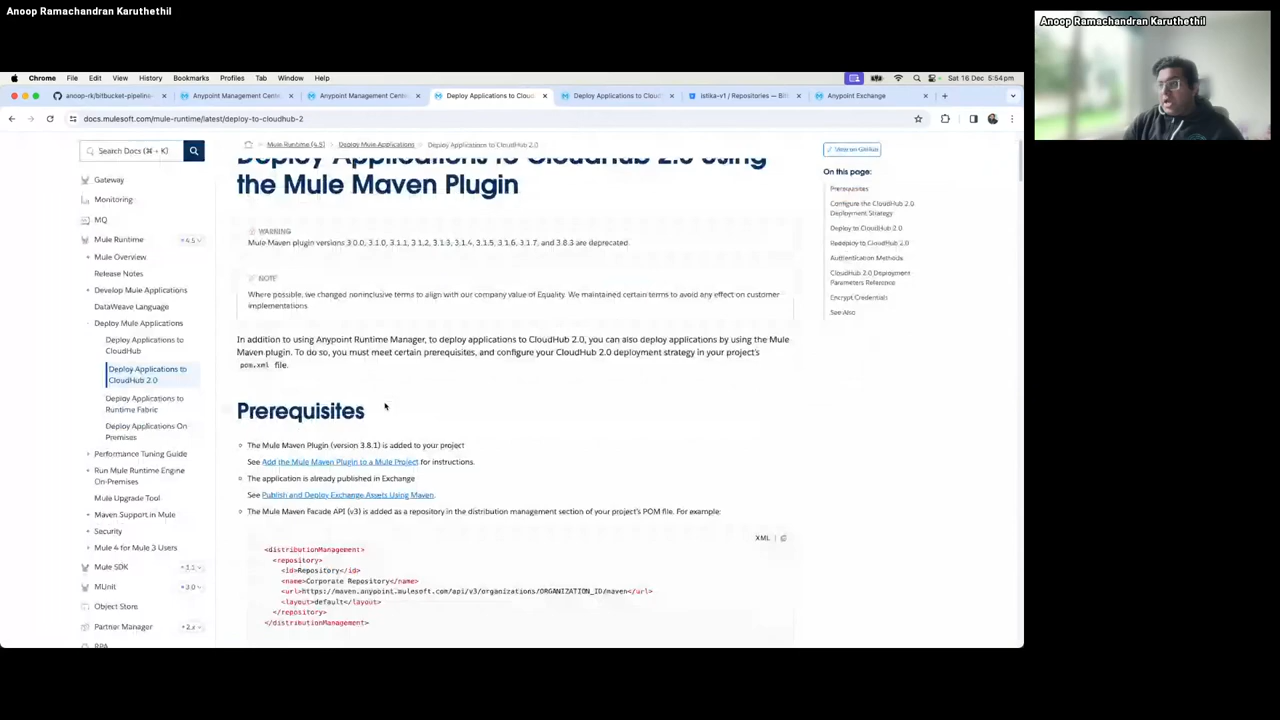 Anoop Ramachandran Karuthethil
Anoop Ramachandran Karuthethil
Chrome File Edit View History Bookmarks Profiles Tab Window Help Sat 16 Dec 5:54pm
anoop-rk/bitbucket-pipeline- Anypoint Management Cente Anypoint Management Cente Deploy Applications to Cloud Deploy Applications to Cloud istika-v1 / Repositories — Bit Anypoint Exchange
docs.mulesoft.com/mule-runtime/latest/deploy-to-cloudhub-2
Search Docs (⌘ + K)
Gateway
Monitoring
MQ
Mule Runtime 4.5
Mule Overview
Release Notes
Develop Mule Applications
DataWeave Language
Deploy Mule Applications
Deploy Applications to
CloudHub
Deploy Applications to
CloudHub 2.0
Deploy Applications to
Runtime Fabric
Deploy Applications On
Premises
Performance Tuning Guide
Run Mule Runtime Engine
On-Premises
Mule Upgrade Tool
Maven Support in Mule
Security
Mule 4 for Mule 3 Users
Mule SDK
MUnit 3.0
Object Store
Partner Manager
RPA
Mule Runtime (4.5) Deploy Mule Applications Deploy Applications to CloudHub 2.0
Deploy Applications to CloudHub 2.0 Using
the Mule Maven Plugin
WARNING
Mule Maven plugin versions 3.0.0, 3.1.0, 3.1.1, 3.1.2, 3.1.3, 3.1.4, 3.1.5, 3.1.6, 3.1.7, and 3.8.3 are deprecated.
NOTE
Where possible, we changed noninclusive terms to align with our company value of Equality. We maintained certain terms to avoid any effect on customer
implementations.
In addition to using Anypoint Runtime Manager, to deploy applications to CloudHub 2.0, you can also deploy applications by using the Mule
Maven plugin. To do so, you must meet certain prerequisites, and configure your CloudHub 2.0 deployment strategy in your project's
pom.xml file.
Prerequisites
The Mule Maven Plugin (version 3.8.1) is added to your project
See Add the Mule Maven Plugin to a Mule Project for instructions.
The application is already published in Exchange
See Publish and Deploy Exchange Assets Using Maven.
The Mule Maven Facade API (v3) is added as a repository in the distribution management section of your project's POM file. For example:
XML
<distributionManagement>
<repository>
<id>Repository</id>
<name>Corporate Repository</name>
<url>https://maven.anypoint.mulesoft.com/api/v3/organizations/ORGANIZATION_ID/maven</url>
<layout>default</layout>
</repository>
</distributionManagement>
View on GitHub
On this page:
Prerequisites
Configure the CloudHub 2.0
Deployment Strategy
Deploy to CloudHub 2.0
Redeploy to CloudHub 2.0
Authentication Methods
CloudHub 2.0 Deployment
Parameters Reference
Encrypt Credentials
See Also